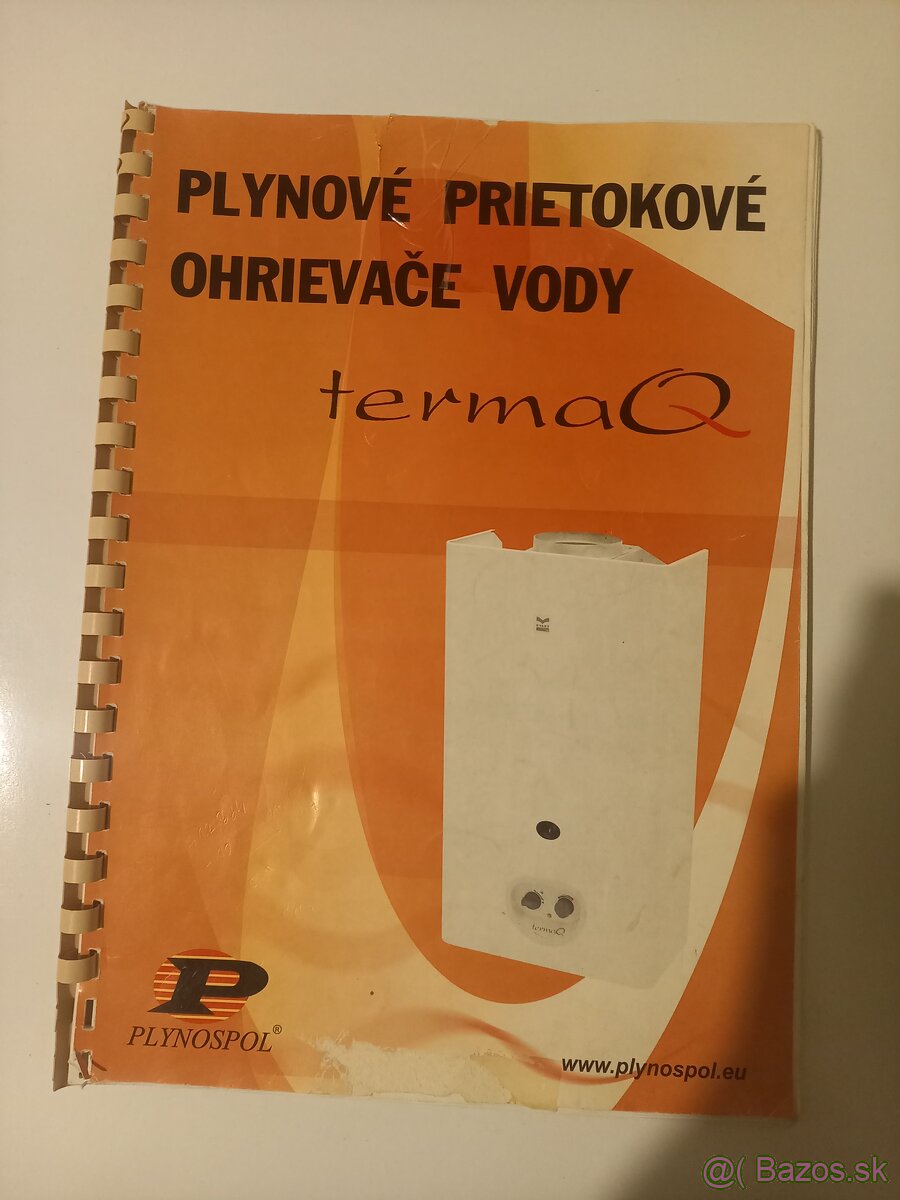 PLYNOVÉ PRIETOKOVÉ
OHRIEVAČE VODY
termaQ
termaQ
P
PLYNOSPOL®
www.plynospol.eu
@( Bazos.sk